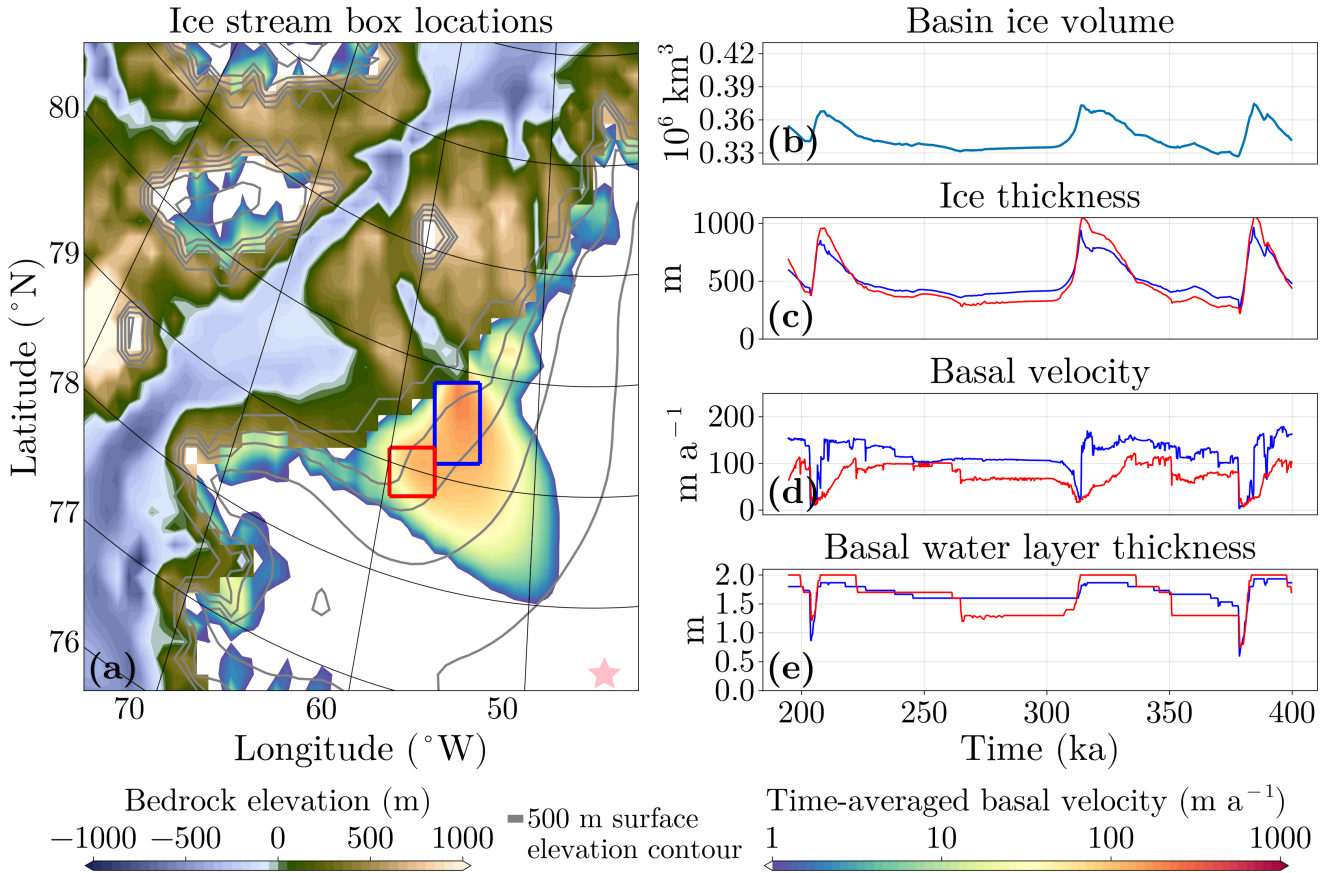 Ice stream box locations
80
79
78
77
76
Latitude (°N)
(a)
70 60 50
Longitude (°W)
Basin ice volume
10⁶ km³
0.42
0.39
0.36
0.33
(b)
Ice thickness
m
1000
500
0
(c)
Basal velocity
m a⁻¹
200
100
0
(d)
Basal water layer thickness
m
2.0
1.5
1.0
0.5
0.0
(e)
200 250 300 350 400
Time (ka)
Bedrock elevation (m)
−1000 −500 0 500 1000
500 m surface
elevation contour
Time-averaged basal velocity (m a⁻¹)
1 10 100 1000